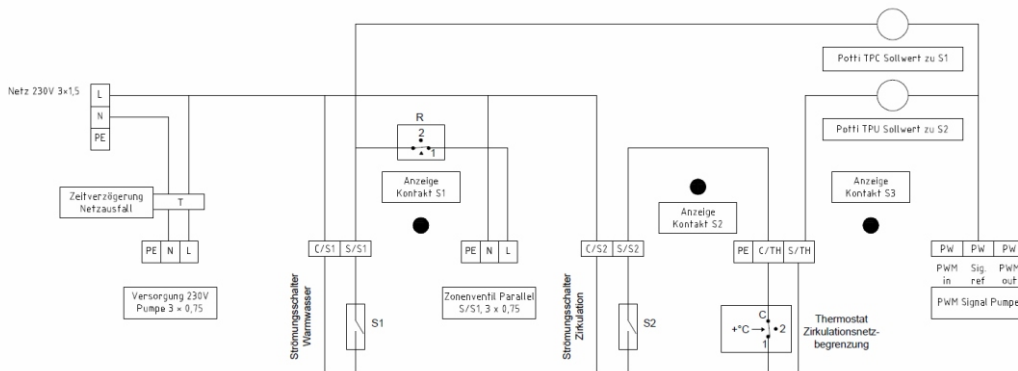 Potti TPC Sollwert zu S1
Netz 230V 3x1,5
L
N
PE
Potti TPU Sollwert zu S2
R
2
1
Anzeige
Kontakt S1
Anzeige
Kontakt S2
Anzeige
Kontakt S3
Zeitverzögerung
Netzausfall
T
PE N L
C/S1 S/S1
PE N L
C/S2 S/S2
PE C/TH S/TH
PW PW PW
PWM
in
Sig.
ref
PWM
out
Versorgung 230V
Pumpe 3 x 0,75
Strömungsschalter
Warmwasser
S1
Zonenventil Parallel
S/S1, 3 x 0,75
Strömungsschalter
Zirkulation
S2
C
+°C
2
1
Thermostat
Zirkulationsnetz-
begrenzung
PWM Signal Pumpe